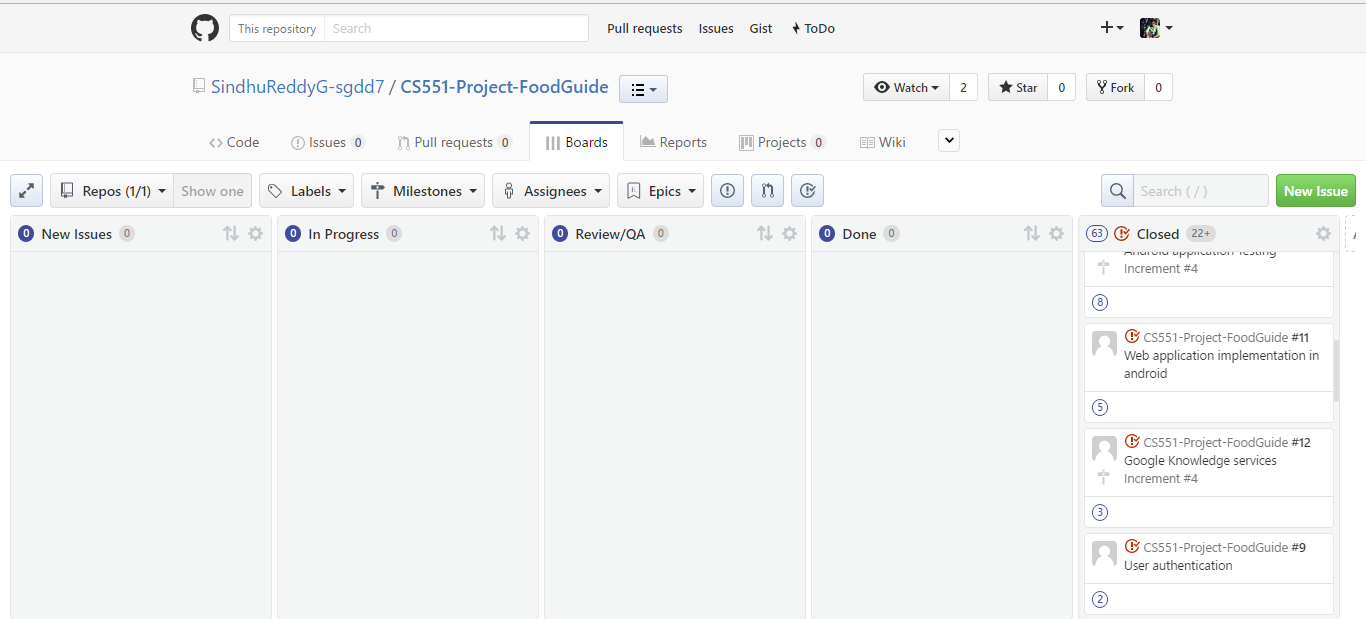 This repository Search Pull requests Issues Gist ToDo
SindhuReddyG-sgdd7 / CS551-Project-FoodGuide Watch 2 Star 0 Fork 0
Code Issues 0 Pull requests 0 Boards Reports Projects 0 Wiki
Repos (1/1) Show one Labels Milestones Assignees E Epics Search ( / ) New Issue
0 New Issues 0
0 In Progress 0
0 Review/QA 0
0 Done 0
63 Closed 22+
Android application Testing
Increment #4
8
CS551-Project-FoodGuide #11
Web application implementation in
android
5
CS551-Project-FoodGuide #12
Google Knowledge services
Increment #4
3
CS551-Project-FoodGuide #9
User authentication
2